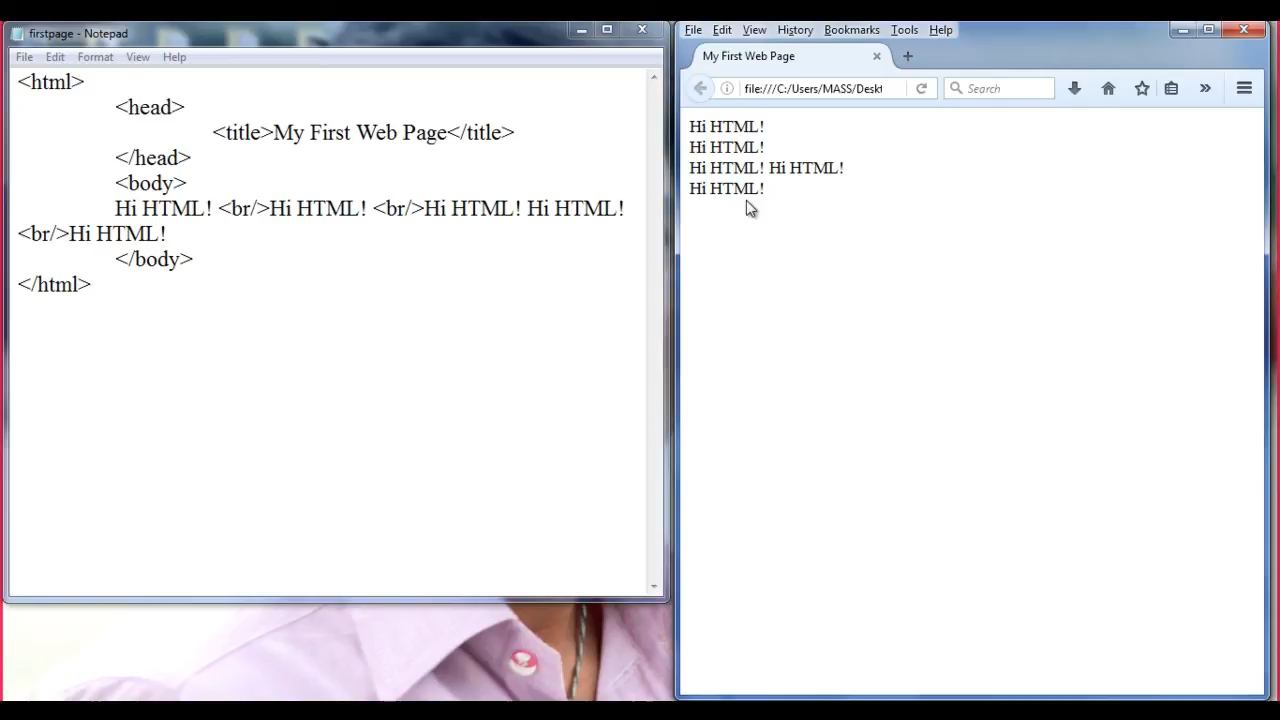 firstpage - Notepad
File Edit Format View Help
<html>
<head>
<title>My First Web Page</title>
</head>
<body>
Hi HTML! <br/>Hi HTML! <br/>Hi HTML! Hi HTML!
<br/>Hi HTML!
</body>
</html>
File Edit View History Bookmarks Tools Help
My First Web Page
file:///C:/Users/MASS/Deskt
Search
Hi HTML!
Hi HTML!
Hi HTML! Hi HTML!
Hi HTML!